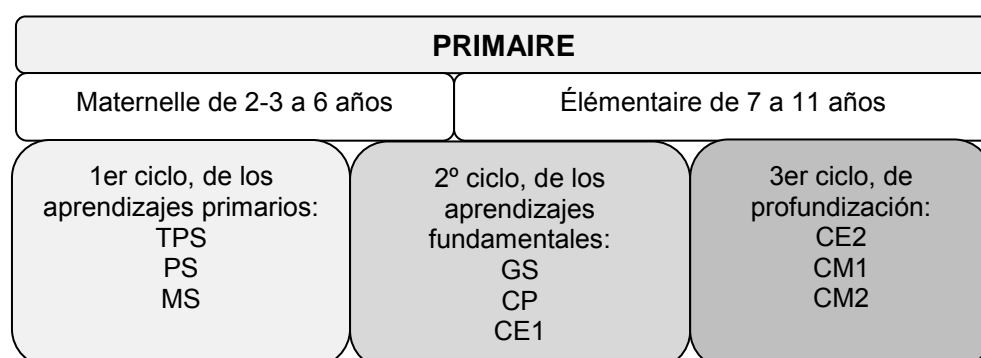 PRIMAIRE
Maternelle de 2-3 a 6 años
Élémentaire de 7 a 11 años
1er ciclo, de los
aprendizajes primarios:
TPS
PS
MS
2º ciclo, de los
aprendizajes
fundamentales:
GS
CP
CE1
3er ciclo, de
profundización:
CE2
CM1
CM2